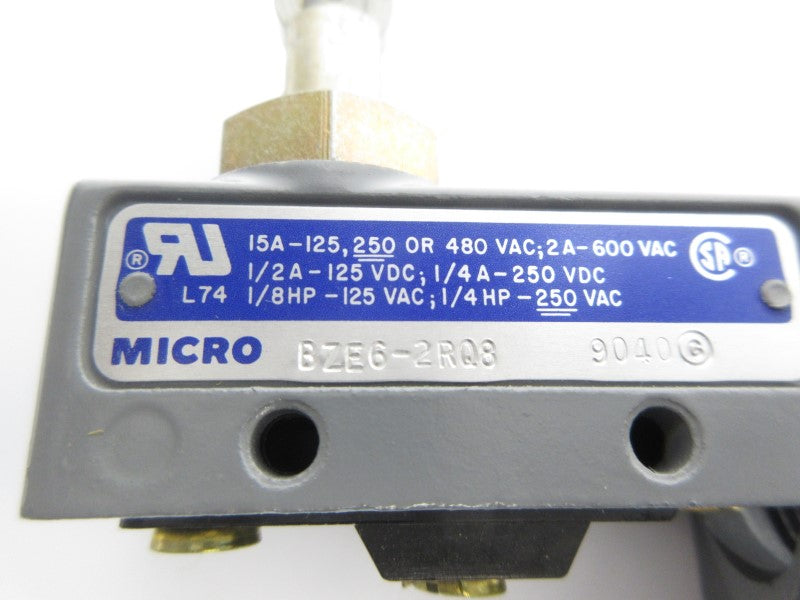 15A-125, 250 OR 480 VAC; 2A-600 VAC
1/2A-125 VDC; 1/4A-250 VDC
L74 1/8HP-125 VAC; 1/4HP-250 VAC
MICRO BZE6-2RQ8 9040 G